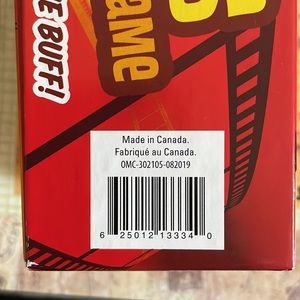 E BUFF!
AME
S
Made in Canada.
Fabriqué au Canada.
OMC-302105-082019
6 25012 13334 0